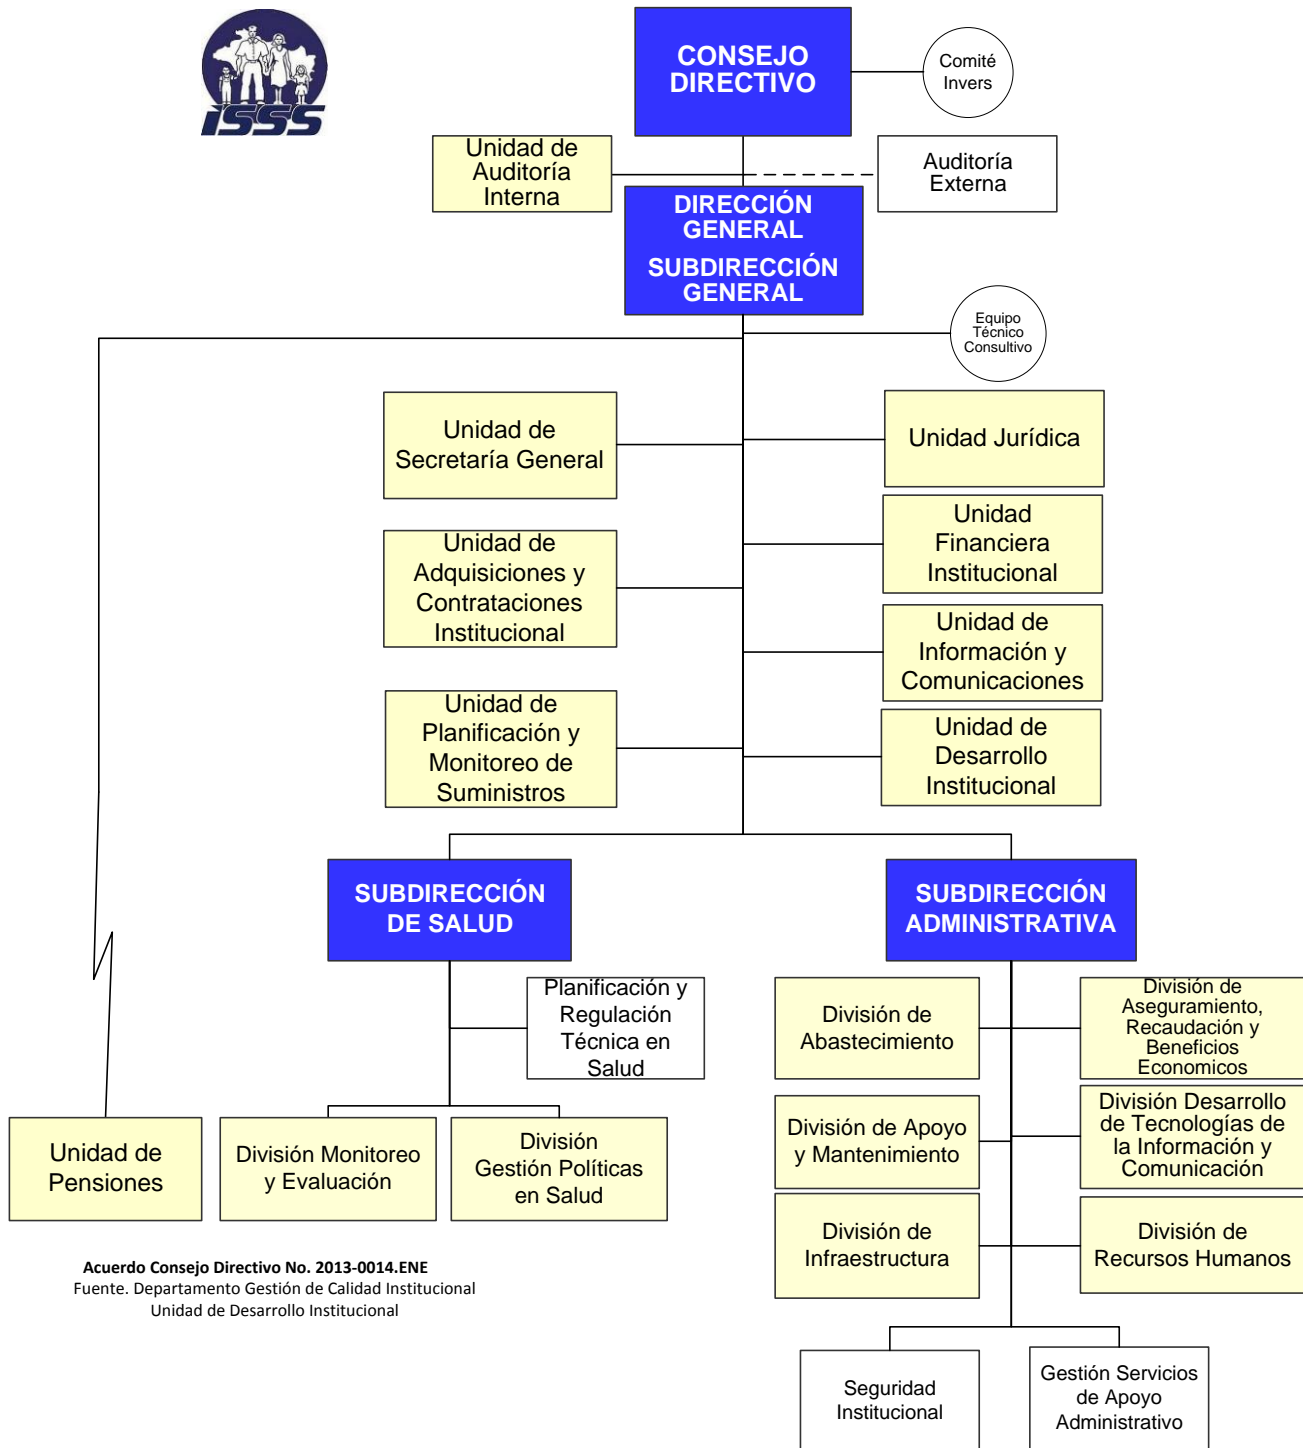 ISSS
CONSEJO
DIRECTIVO
Comité
Invers
Unidad de
Auditoría
Interna
Auditoría
Externa
DIRECCIÓN
GENERAL
SUBDIRECCIÓN
GENERAL
Equipo
Técnico
Consultivo
Unidad de
Secretaría General
Unidad Jurídica
Unidad
Financiera
Institucional
Unidad de
Adquisiciones y
Contrataciones
Institucional
Unidad de
Información y
Comunicaciones
Unidad de
Planificación y
Monitoreo de
Suministros
Unidad de
Desarrollo
Institucional
SUBDIRECCIÓN
DE SALUD
SUBDIRECCIÓN
ADMINISTRATIVA
Planificación y
Regulación
Técnica en
Salud
División de
Abastecimiento
División de
Aseguramiento,
Recaudación y
Beneficios
Economicos
División de Apoyo
y Mantenimiento
División Desarrollo
de Tecnologías de
la Información y
Comunicación
Unidad de
Pensiones
División Monitoreo
y Evaluación
División
Gestión Políticas
en Salud
División de
Infraestructura
División de
Recursos Humanos
Acuerdo Consejo Directivo No. 2013-0014.ENE
Fuente. Departamento Gestión de Calidad Institucional
Unidad de Desarrollo Institucional
Seguridad
Institucional
Gestión Servicios
de Apoyo
Administrativo